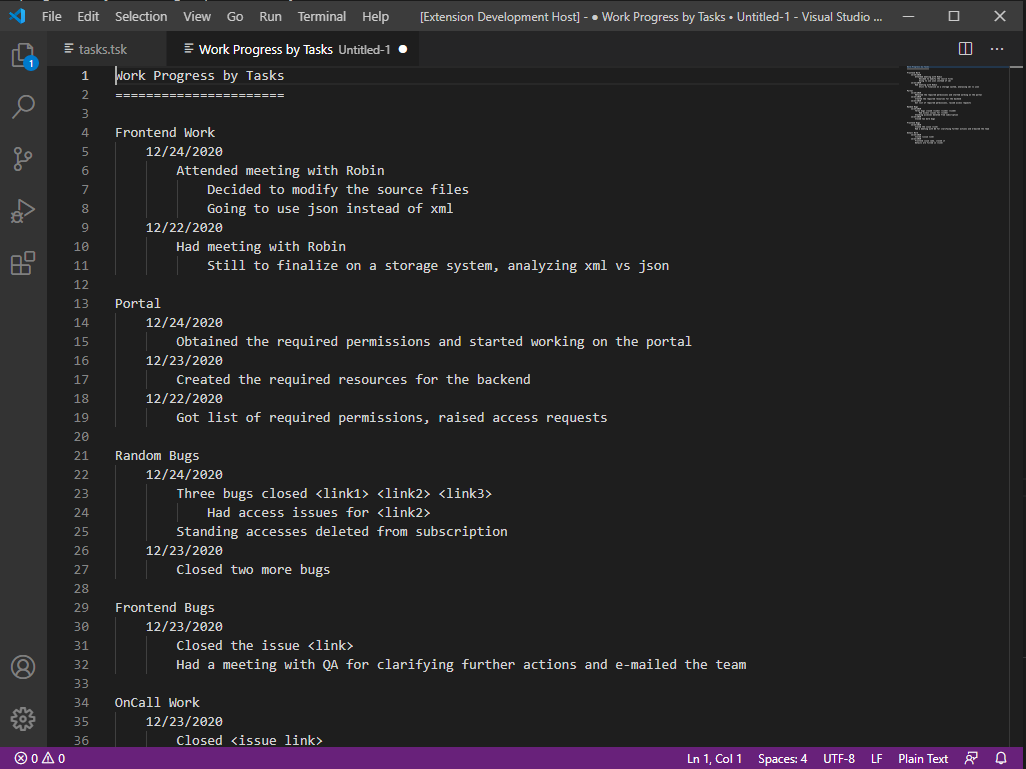 File Edit Selection View Go Run Terminal Help [Extension Development Host] - ● Work Progress by Tasks • Untitled-1 - Visual Studio ...
tasks.tsk Work Progress by Tasks Untitled-1 ●
1
1 Work Progress by Tasks
2 ======================
3
4 Frontend Work
5 12/24/2020
6 Attended meeting with Robin
7 Decided to modify the source files
8 Going to use json instead of xml
9 12/22/2020
10 Had meeting with Robin
11 Still to finalize on a storage system, analyzing xml vs json
12
13 Portal
14 12/24/2020
15 Obtained the required permissions and started working on the portal
16 12/23/2020
17 Created the required resources for the backend
18 12/22/2020
19 Got list of required permissions, raised access requests
20
21 Random Bugs
22 12/24/2020
23 Three bugs closed <link1> <link2> <link3>
24 Had access issues for <link2>
25 Standing accesses deleted from subscription
26 12/23/2020
27 Closed two more bugs
28
29 Frontend Bugs
30 12/23/2020
31 Closed the issue <link>
32 Had a meeting with QA for clarifying further actions and e-mailed the team
33
34 OnCall Work
35 12/23/2020
36 Closed <issue link>
0 0 Ln 1, Col 1 Spaces: 4 UTF-8 LF Plain Text